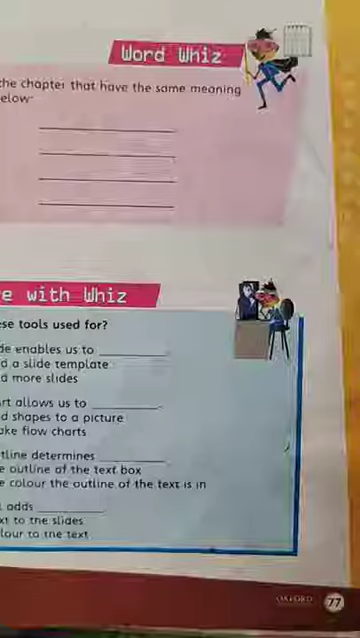 Word Whiz
the chapter that have the same meaning
elow
e with Whiz
ese tools used for?
de enables us to
d a slide template
d more slides
rt allows us to
d shapes to a picture
ake flow charts
tline determines
e outline of the text box
e colour the outline of the text is in
adds
xt to the slides
lour to the text
OXFORD 77